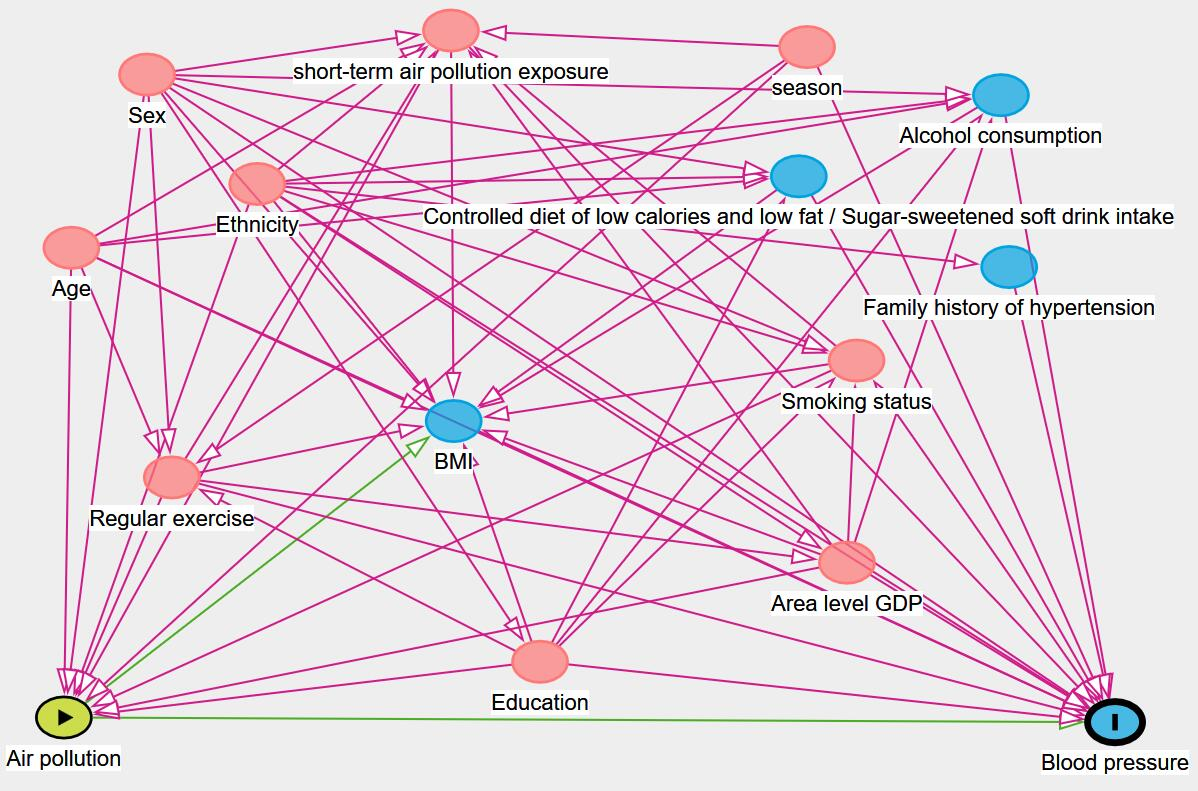 short-term air pollution exposure
season
Sex
Alcohol consumption
Ethnicity
Controlled diet of low calories and low fat / Sugar-sweetened soft drink intake
Age
Family history of hypertension
Smoking status
BMI
Regular exercise
Area level GDP
Education
Air pollution
Blood pressure